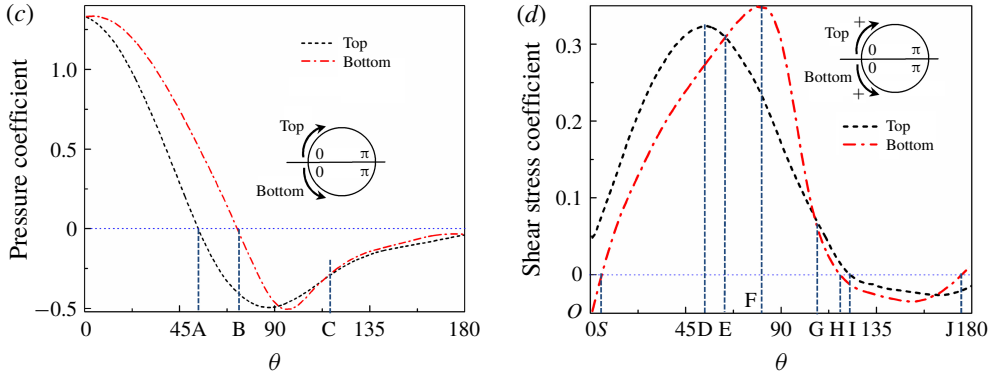 (c)
Pressure coefficient
1.0
0.5
0
−0.5
Top
Bottom
Top
0 π
0 π
Bottom
0 45A B 90 C 135 180
θ
(d)
Shear stress coefficient
0.3
0.2
0.1
0
O
+
Top
0 π
0 π
Bottom
+
Top
Bottom
F
0S 45D E 90 G H I 135 J180
θ